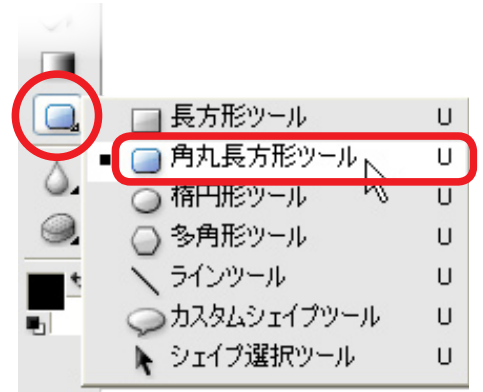 長方形ツール U
角丸長方形ツール U
楕円形ツール U
多角形ツール U
ラインツール U
カスタムシェイプツール U
シェイプ選択ツール U